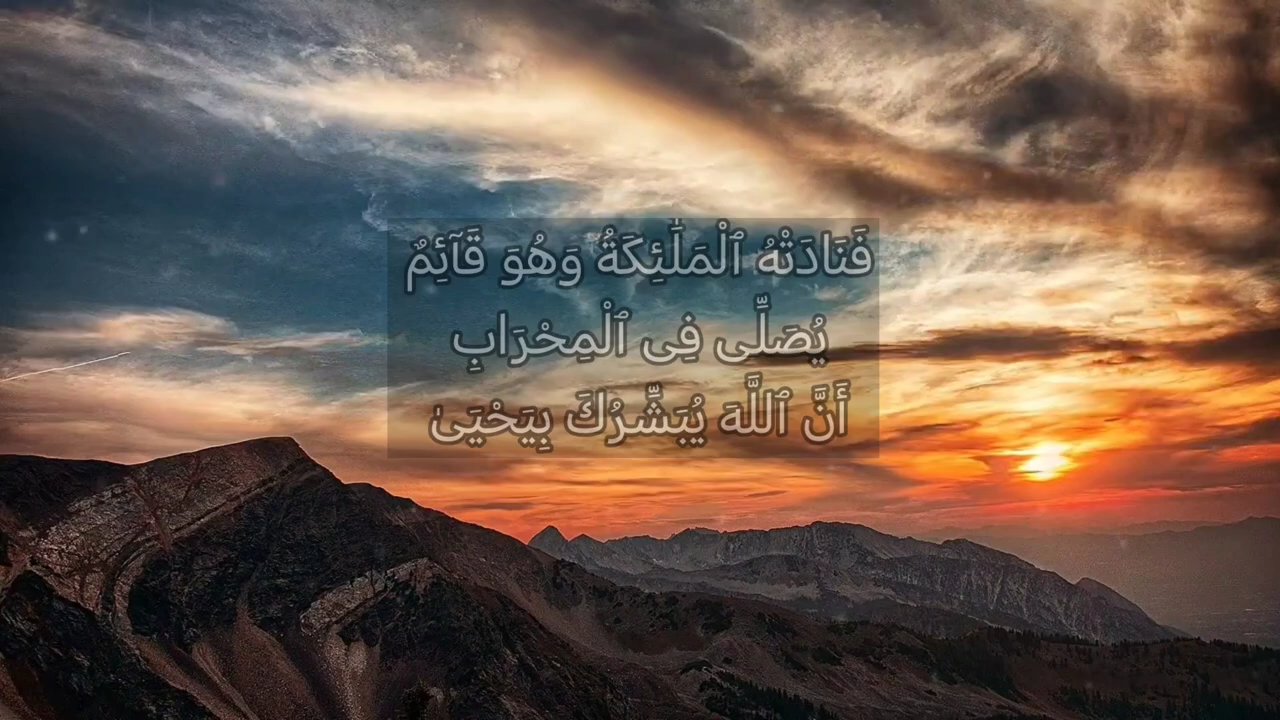 فَنَادَتْهُ ٱلْمَلَٰٓئِكَةُ وَهُوَ قَآئِمٌ
يُصَلِّى فِى ٱلْمِحْرَابِ
أَنَّ ٱللَّهَ يُبَشِّرُكَ بِيَحْيَىٰ